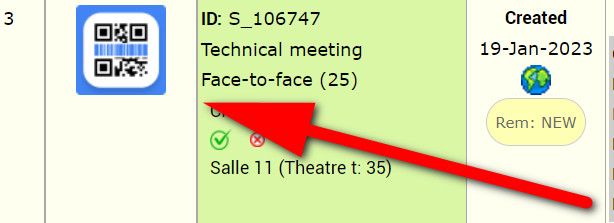 3
ID: S_106747
Technical meeting
Face-to-face (25)
Salle 11 (Theatre t: 35)
Created
19-Jan-2023
Rem: NEW